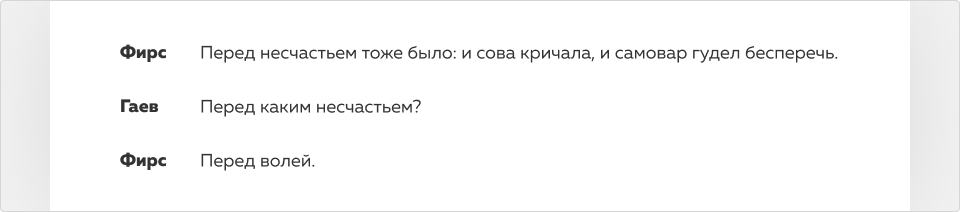 Фирс Перед несчастьем тоже было: и сова кричала, и самовар гудел бесперечь.
Гаев Перед каким несчастьем?
Фирс Перед волей.